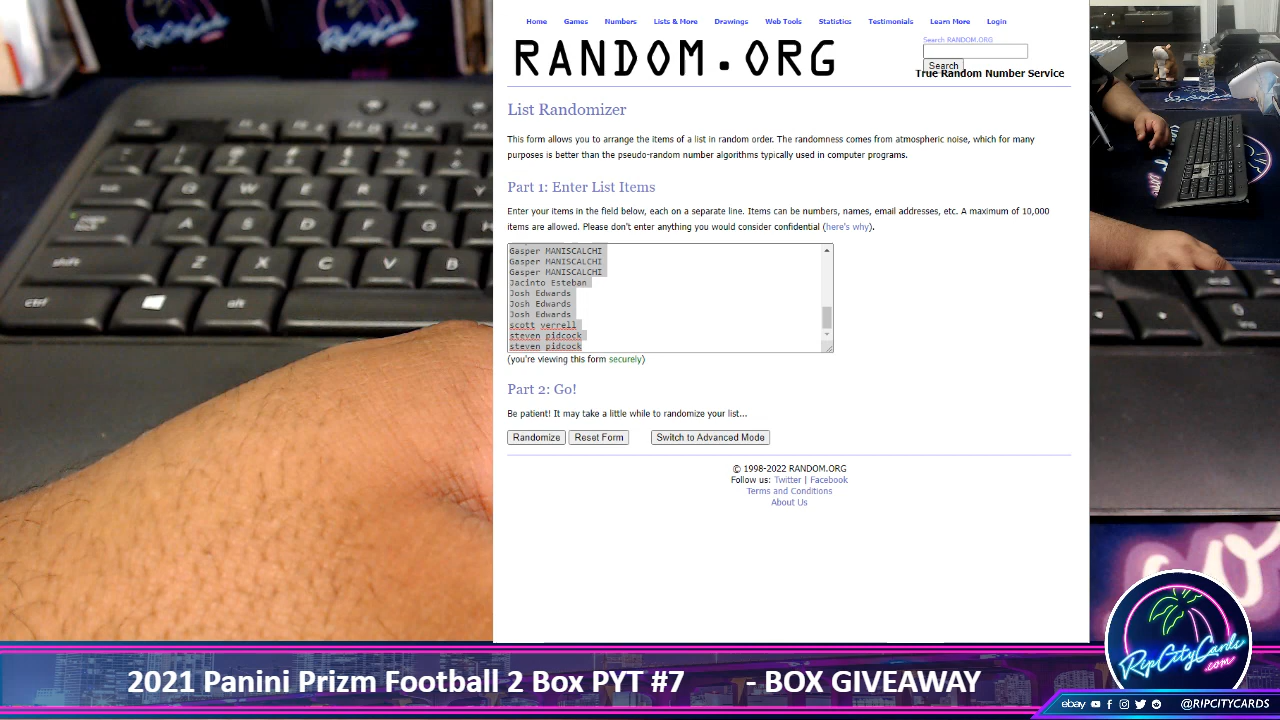 Home Games Numbers Lists & More Drawings Web Tools Statistics Testimonials Learn More Login
RANDOM.ORG
Search RANDOM.ORG
Search
True Random Number Service
List Randomizer
This form allows you to arrange the items of a list in random order. The randomness comes from atmospheric noise, which for many
purposes is better than the pseudo-random number algorithms typically used in computer programs.
Part 1: Enter List Items
Enter your items in the field below, each on a separate line. Items can be numbers, names, email addresses, etc. A maximum of 10,000
items are allowed. Please don't enter anything you would consider confidential (here's why).
Gasper MANISCALCHI
Gasper MANISCALCHI
Gasper MANISCALCHI
Jacinto Esteban
Josh Edwards
Josh Edwards
Josh Edwards
scott verrell
steven pidcock
steven pidcock
(you're viewing this form securely)
Part 2: Go!
Be patient! It may take a little while to randomize your list...
Randomize Reset Form Switch to Advanced Mode
© 1998-2022 RANDOM.ORG
Follow us: Twitter | Facebook
Terms and Conditions
About Us
Q W E R T Y
A S D F G
shift Z X C V B
ctrl alt
RipCityCards
.com
2021 Panini Prizm Football 2 Box PYT #7 - BOX GIVEAWAY
ebay @RIPCITYCARDS